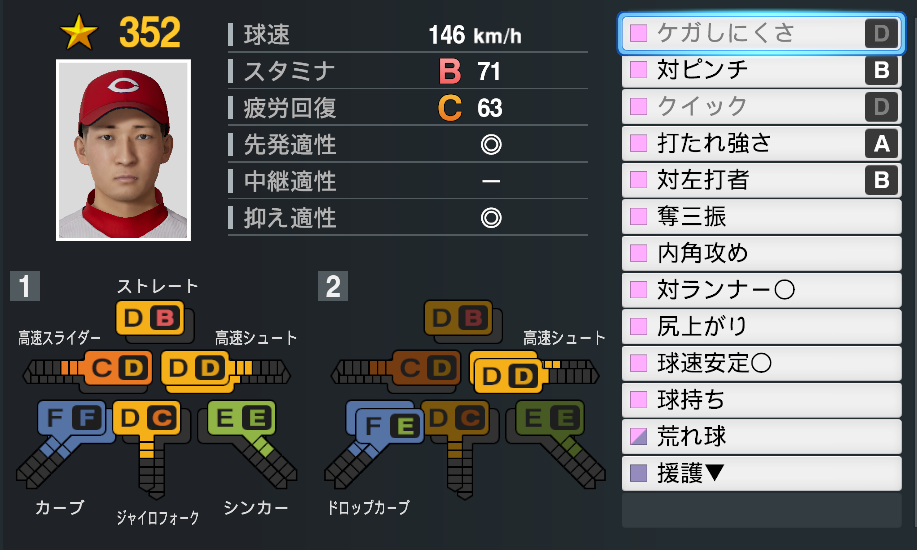 352
球速 146 km/h
スタミナ B 71
疲労回復 C 63
先発適性 ◎
中継適性 －
抑え適性 ◎
C
1
ストレート
D B
高速スライダー
高速シュート
C D
D D
F F
D C
E E
カーブ
ジャイロフォーク
シンカー
2
D B
高速シュート
C D
D D
F E
D C
E E
ドロップカーブ
ケガしにくさ D
対ピンチ B
クイック D
打たれ強さ A
対左打者 B
奪三振
内角攻め
対ランナー○
尻上がり
球速安定○
球持ち
荒れ球
援護▼